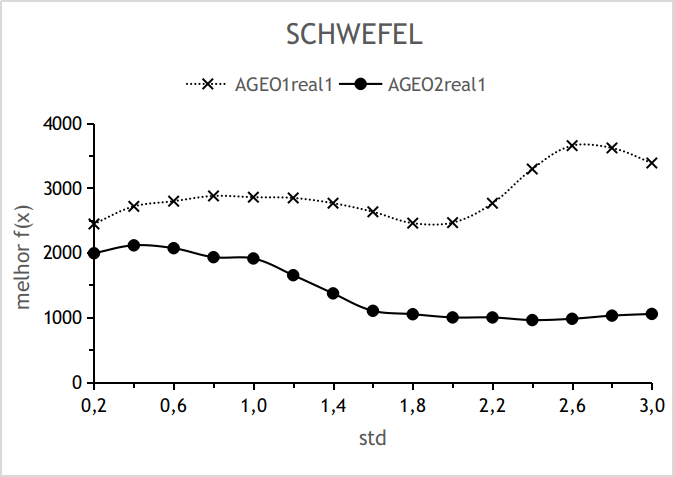 SCHWEFEL
AGEO1real1 AGEO2real1
4000
3000
2000
1000
0
melhor f(x)
0,2 0,6 1,0 1,4 1,8 2,2 2,6 3,0
std